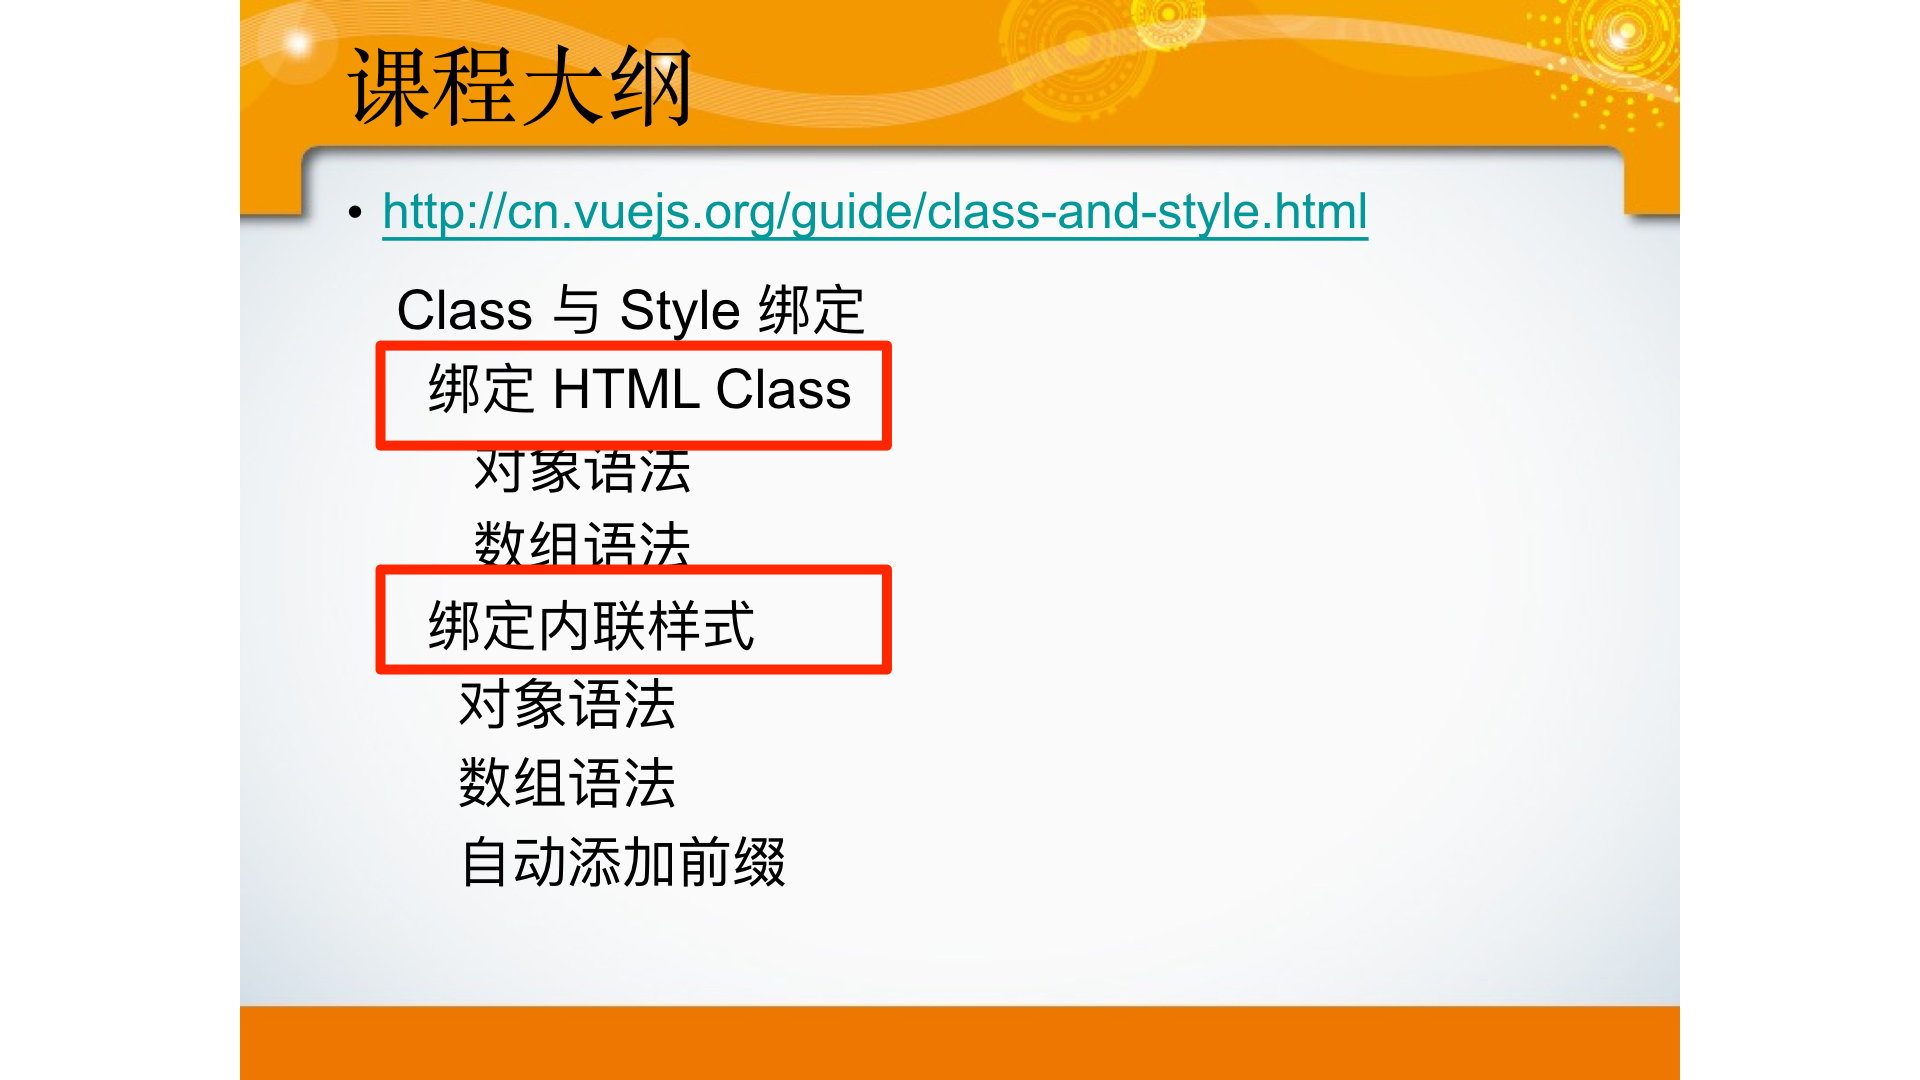 课程大纲
• http://cn.vuejs.org/guide/class-and-style.html
Class 与 Style 绑定
绑定 HTML Class
对象语法
数组语法
绑定内联样式
对象语法
数组语法
自动添加前缀